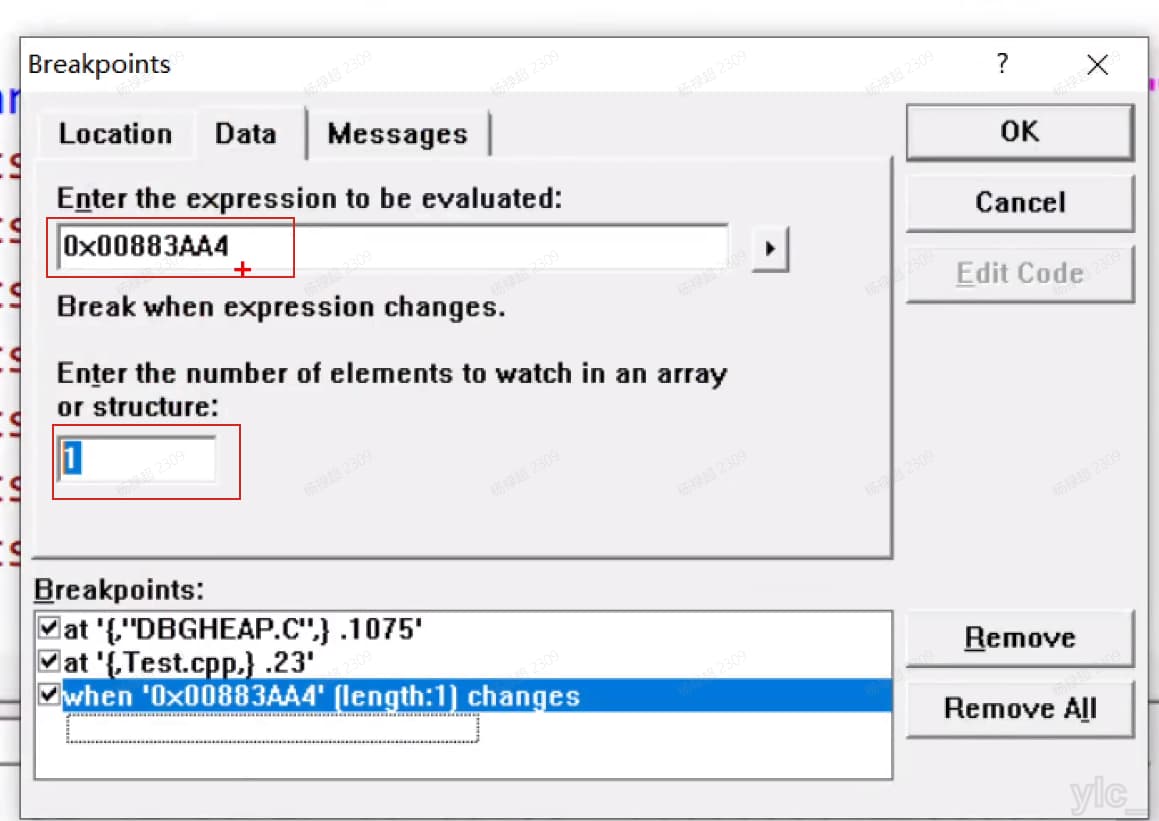 Breakpoints
Location Data Messages
OK
Enter the expression to be evaluated:
Cancel
0x00883AA4
Edit Code
Break when expression changes.
Enter the number of elements to watch in an array
or structure:
1
Breakpoints:
at '{,"DBGHEAP.C",} .1075'
Remove
at '{,Test.cpp,} .23'
when '0x00883AA4' (length:1) changes
Remove All
ylc_